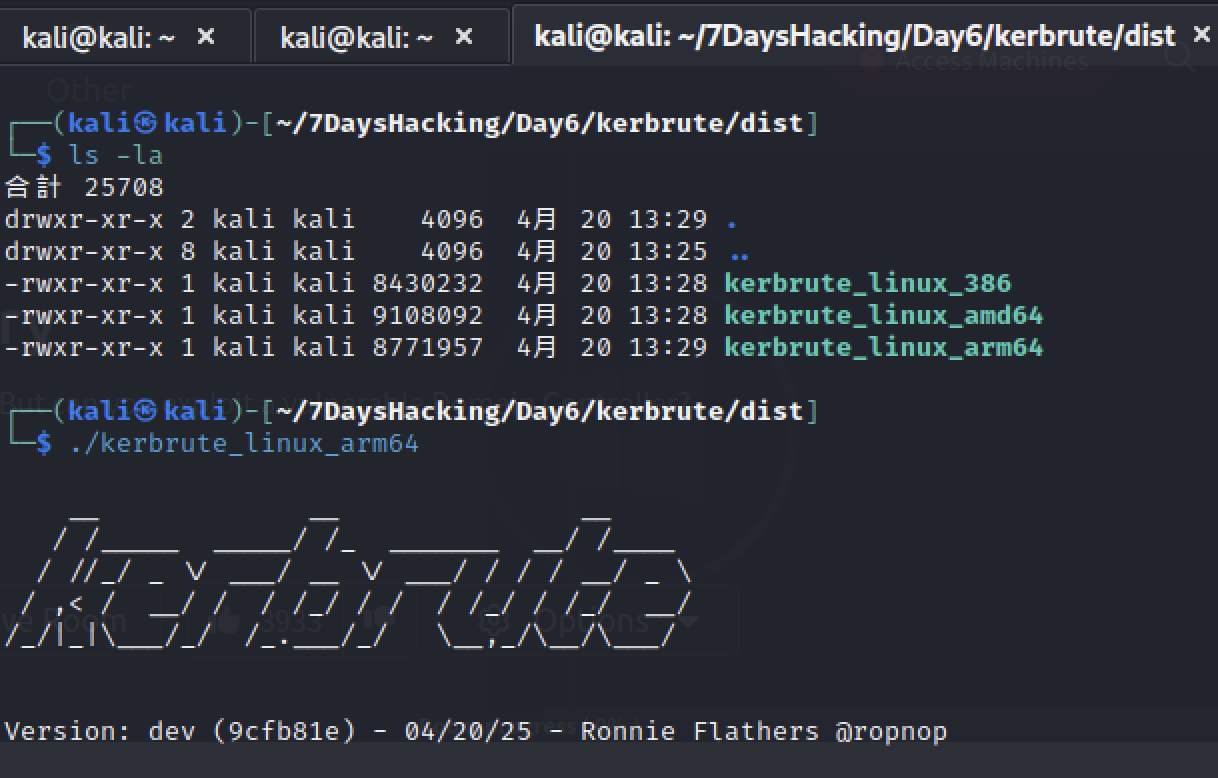 kali@kali: ~ ×
kali@kali: ~ ×
kali@kali: ~/7DaysHacking/Day6/kerbrute/dist ×
Other
Access Machines
┌──(kali㉿kali)-[~/7DaysHacking/Day6/kerbrute/dist]
└─$ ls -la
合計 25708
drwxr-xr-x 2 kali kali    4096  4月  20 13:29 .
drwxr-xr-x 8 kali kali    4096  4月  20 13:25 ..
-rwxr-xr-x 1 kali kali 8430232  4月  20 13:28 kerbrute_linux_386
-rwxr-xr-x 1 kali kali 9108092  4月  20 13:28 kerbrute_linux_amd64
-rwxr-xr-x 1 kali kali 8771957  4月  20 13:29 kerbrute_linux_arm64
┌──(kali㉿kali)-[~/7DaysHacking/Day6/kerbrute/dist]
└─$ ./kerbrute_linux_arm64
kerbrute
3933
Options
Version: dev (9cfb81e) - 04/20/25 - Ronnie Flathers @ropnop